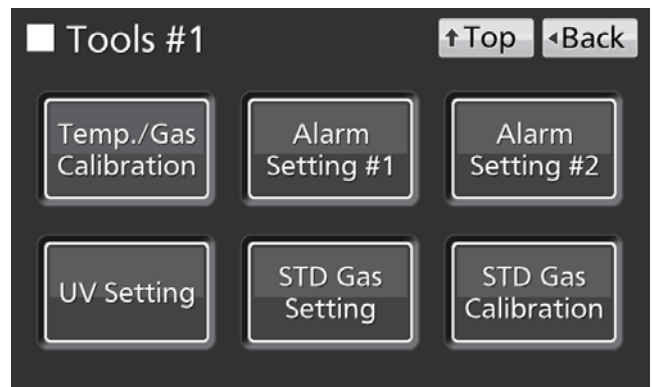 Tools #1
Top
Back
Temp./Gas
Calibration
Alarm
Setting #1
Alarm
Setting #2
UV Setting
STD Gas
Setting
STD Gas
Calibration